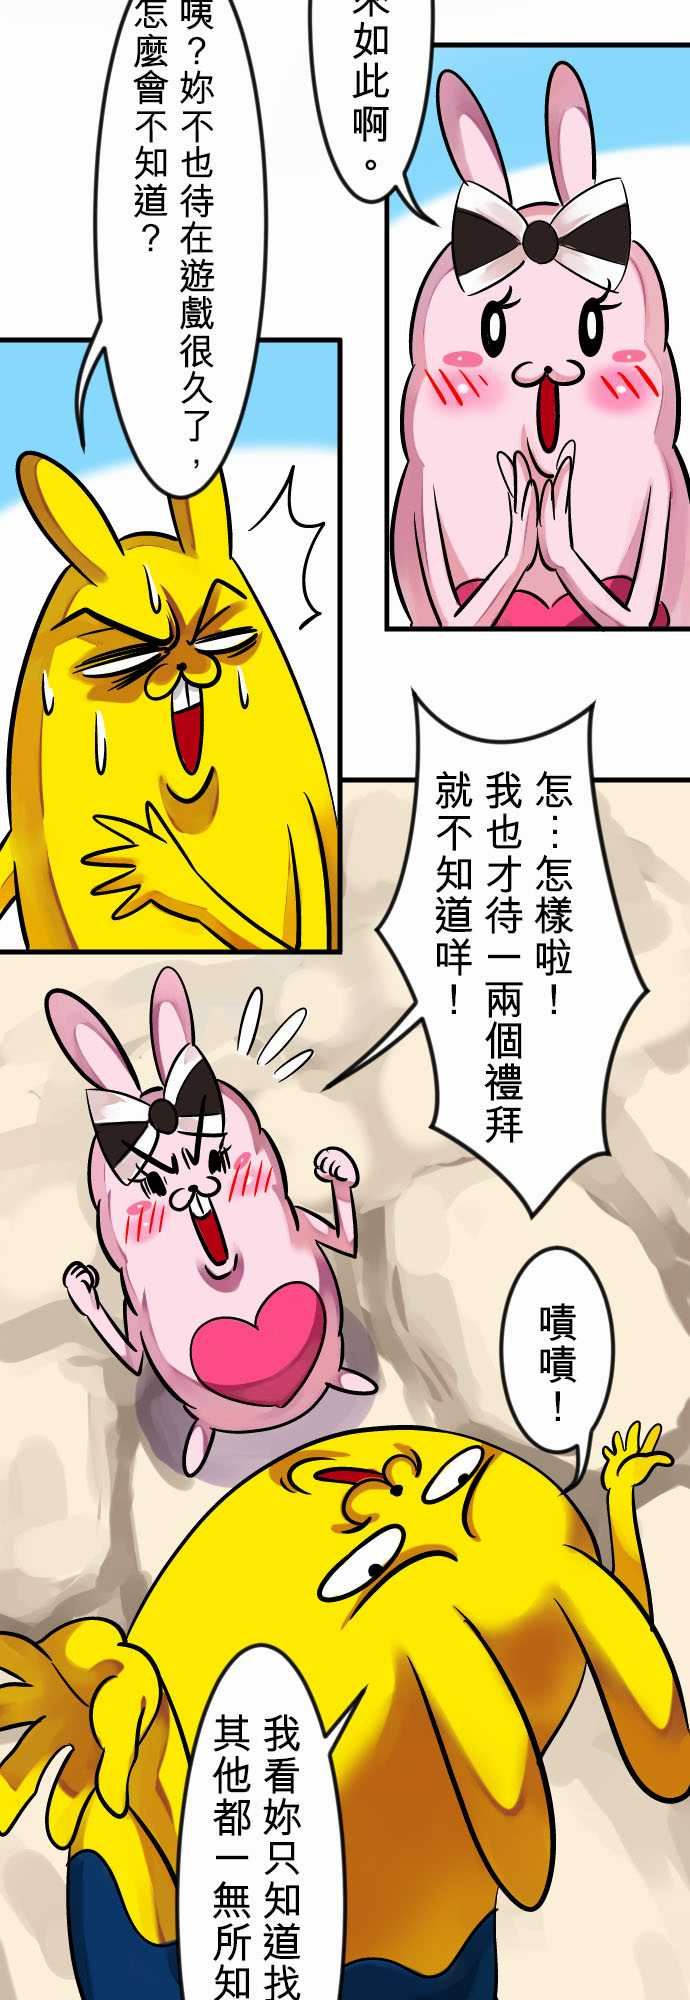 來如此啊。
咦？妳不也待在遊戲很久了，
怎麼會不知道？
怎…怎樣啦！
我也才待一兩個禮拜
就不知道咩！
嘖嘖！
我看妳只知道找
其他都一無所知